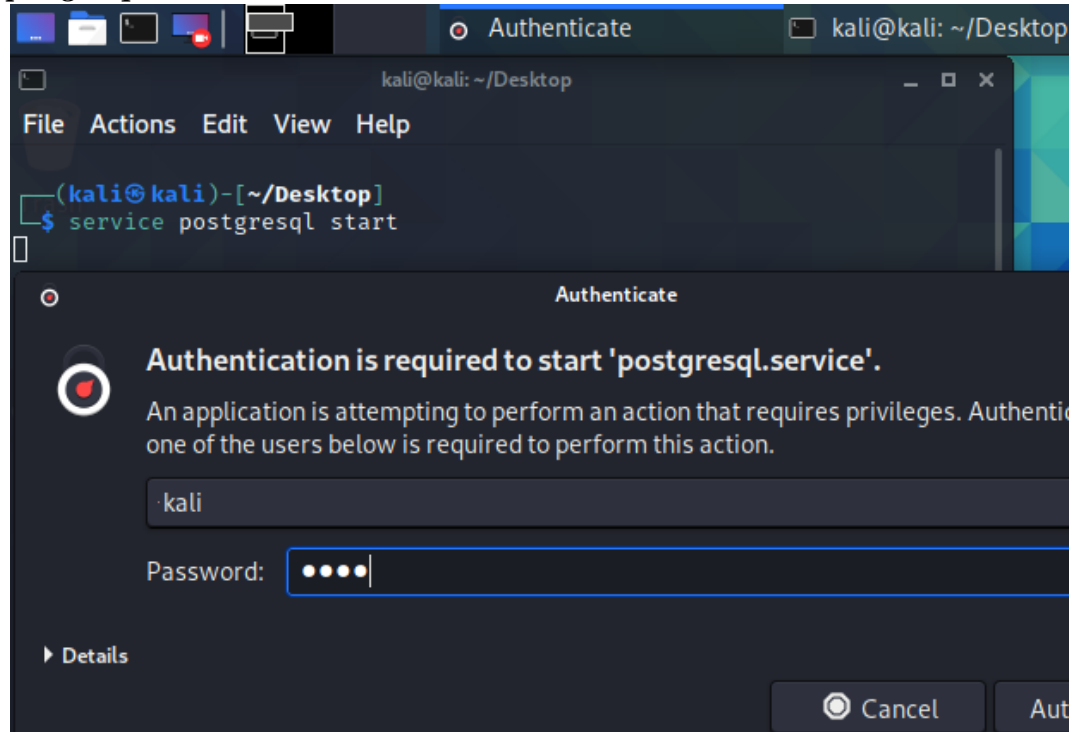 Authenticate
kali@kali: ~/Desktop
kali@kali: ~/Desktop
File Actions Edit View Help
(kali㉿kali)-[~/Desktop]
$ service postgresql start
Authenticate
Authentication is required to start 'postgresql.service'.
An application is attempting to perform an action that requires privileges. Authentic
one of the users below is required to perform this action.
kali
Password: ●●●●
Details
Cancel Aut